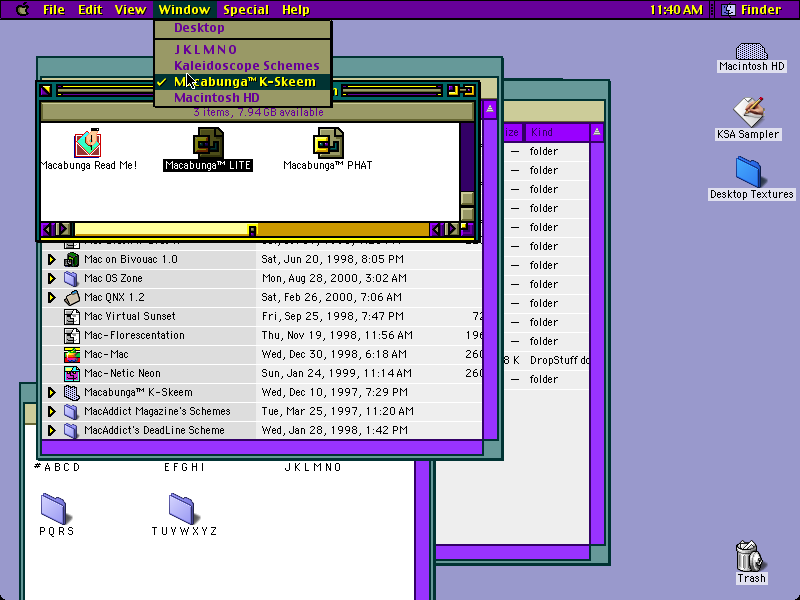 File Edit View Window Special Help 11:40 AM Finder
Desktop
J K L M N O
Kaleidoscope Schemes
✓ Macabunga™ K-Skeem
Macintosh HD
3 items, 7.94 GB available
Macabunga Read Me!
Macabunga™ LITE
Macabunga™ PHAT
Macintosh HD
KSA Sampler
Desktop Textures
Kind
— folder
— folder
— folder
— folder
— folder
— folder
— folder
— folder
— folder
— folder
— folder
8 K DropStuff do
— folder
Mac on Bivouac 1.0 Sat, Jun 20, 1998, 8:05 PM
Mac OS Zone Mon, Aug 28, 2000, 3:02 AM
Mac QNX 1.2 Sat, Feb 26, 2000, 7:06 AM
Mac Virtual Sunset Fri, Sep 25, 1998, 7:47 PM 72
Mac-Florescentation Thu, Nov 19, 1998, 11:56 AM 196
Mac-Mac Wed, Dec 30, 1998, 6:18 AM 260
Mac-Netic Neon Sun, Jan 24, 1999, 11:14 AM 260
Macabunga™ K-Skeem Wed, Dec 10, 1997, 7:29 PM
MacAddict Magazine's Schemes Tue, Mar 25, 1997, 11:20 AM
MacAddict's DeadLine Scheme Wed, Jan 28, 1998, 1:42 PM
# A B C D
E F G H I
J K L M N O
P Q R S
T U V W X Y Z
Trash